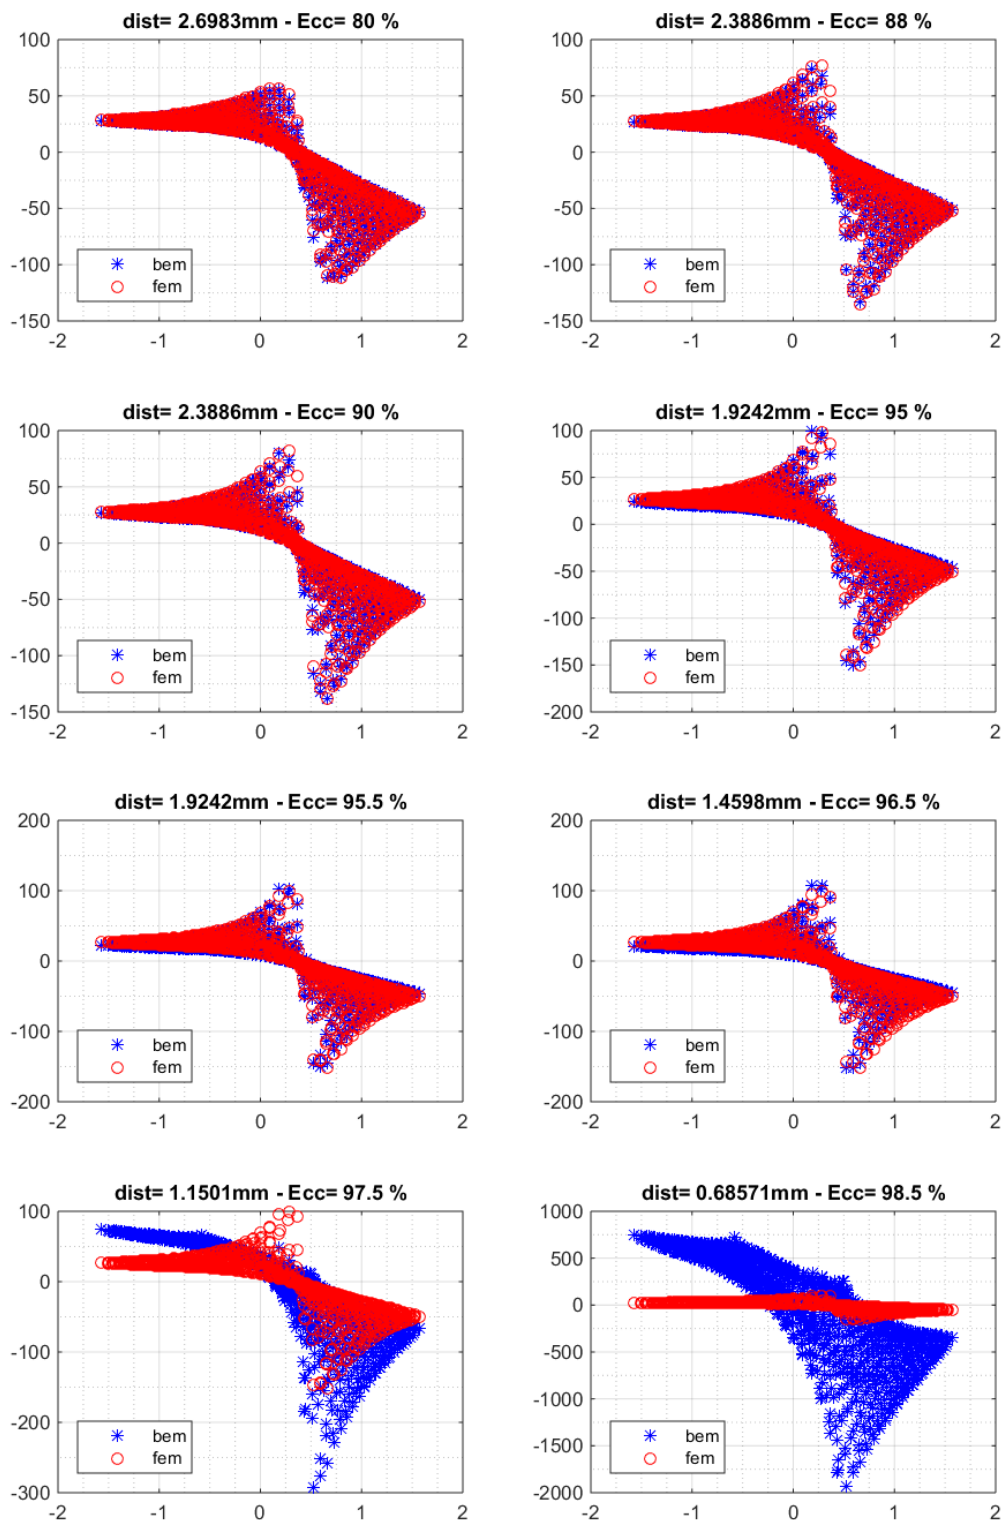 dist= 2.6983mm - Ecc= 80 %
100
50
0
-50
-100
-150
-2 -1 0 1 2
bem
fem
dist= 2.3886mm - Ecc= 88 %
100
50
0
-50
-100
-150
-2 -1 0 1 2
bem
fem
dist= 2.3886mm - Ecc= 90 %
100
50
0
-50
-100
-150
-2 -1 0 1 2
bem
fem
dist= 1.9242mm - Ecc= 95 %
100
50
0
-50
-100
-150
-200
-2 -1 0 1 2
bem
fem
dist= 1.9242mm - Ecc= 95.5 %
200
100
0
-100
-200
-2 -1 0 1 2
bem
fem
dist= 1.4598mm - Ecc= 96.5 %
200
100
0
-100
-200
-2 -1 0 1 2
bem
fem
dist= 1.1501mm - Ecc= 97.5 %
100
0
-100
-200
-300
-2 -1 0 1 2
bem
fem
dist= 0.68571mm - Ecc= 98.5 %
1000
500
0
-500
-1000
-1500
-2000
-2 -1 0 1 2
bem
fem